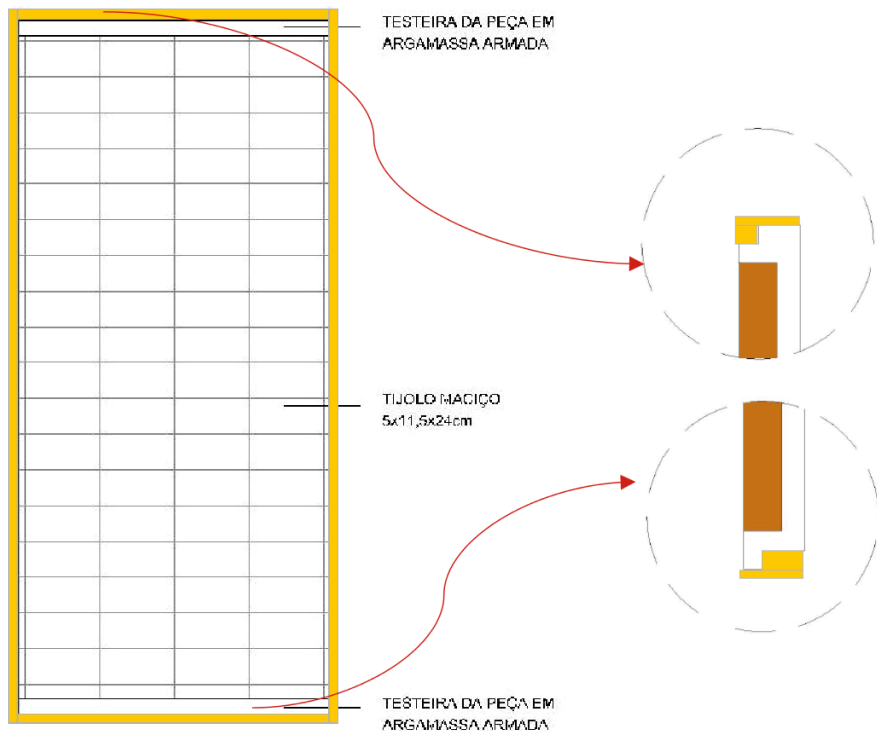 TESTEIRA DA PEÇA EM
ARGAMASSA ARMADA
TIJOLO MACIÇO
5x11,5x24cm
TESTEIRA DA PEÇA EM
ARGAMASSA ARMADA